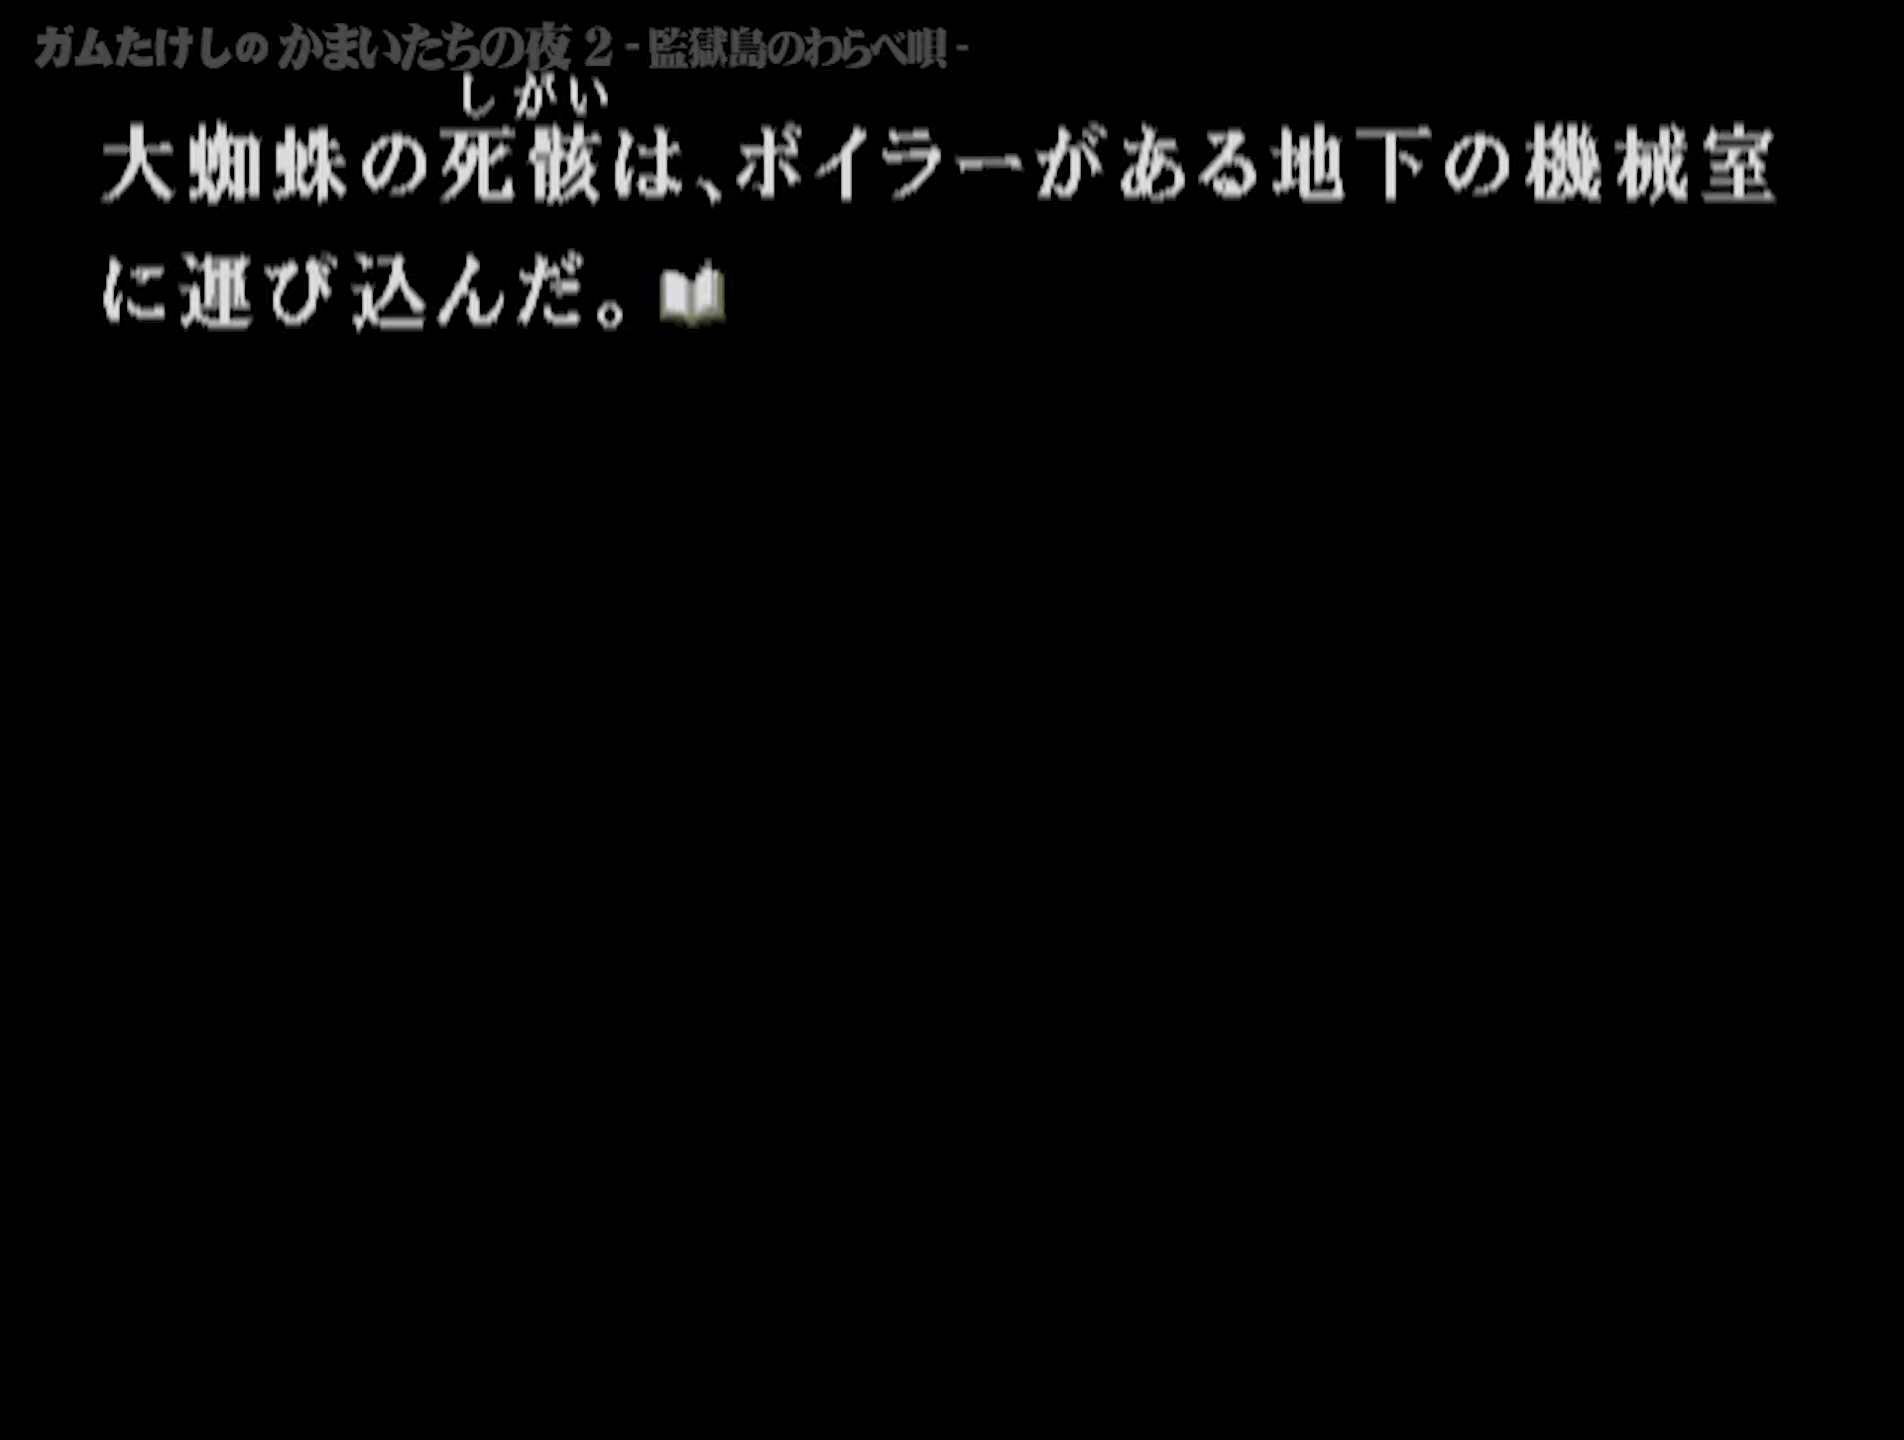 ガムたけしの かまいたちの夜 2 - 監獄島のわらべ唄 -
しがい
大蜘蛛の死骸は、ボイラーがある地下の機械室
に運び込んだ。